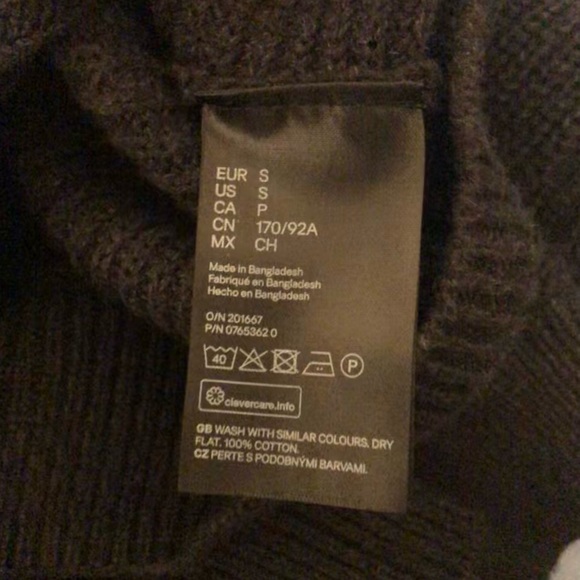 EUR S
US S
CA P
CN 170/92A
MX CH
Made in Bangladesh
Fabriqué en Bangladesh
Hecho en Bangladesh
O/N 201667
P/N 0765362 0
40 P
clevercare.info
GB WASH WITH SIMILAR COLOURS. DRY
FLAT. 100% COTTON.
CZ PERTE S PODOBNÝMI BARVAMI.